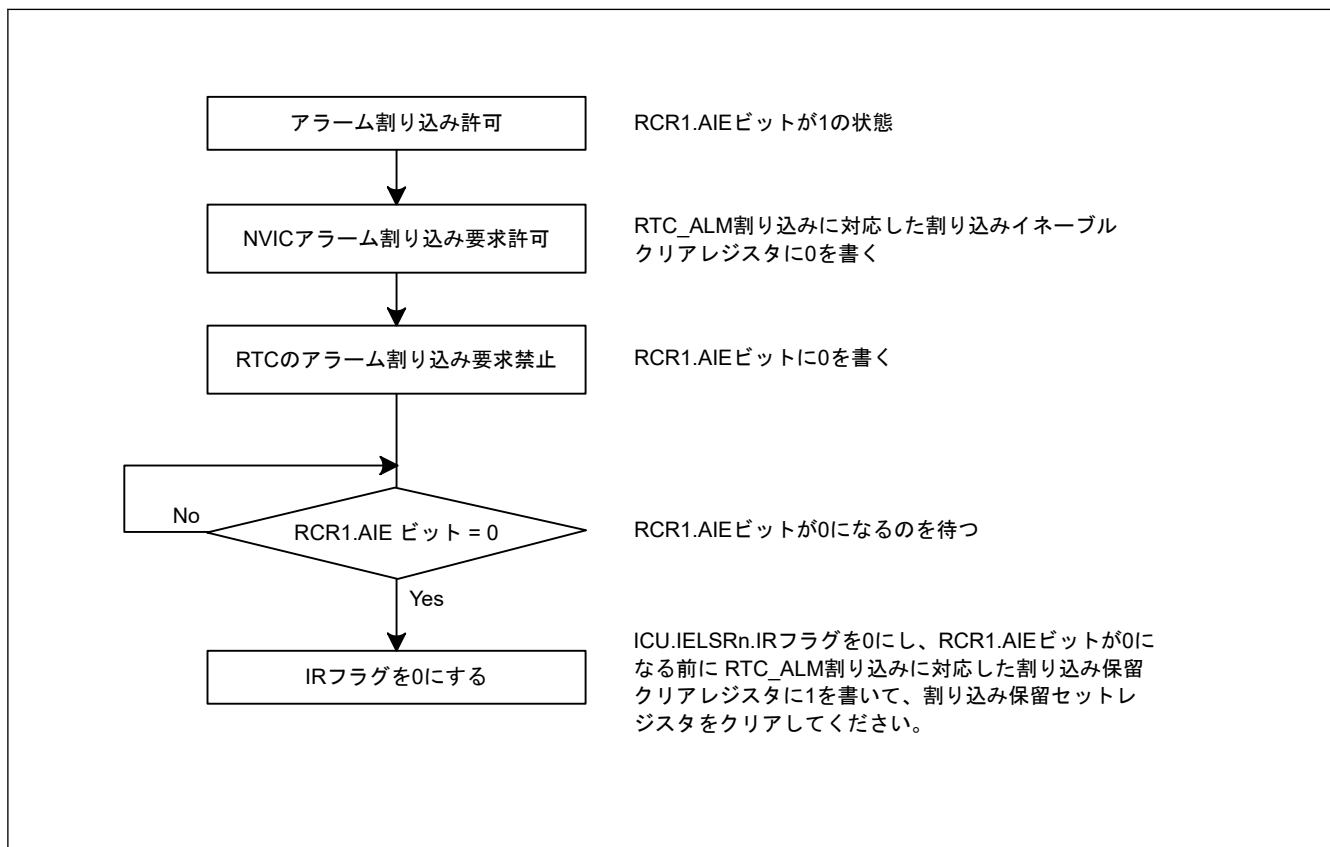 アラーム割り込み許可
RCR1.AIEビットが1の状態
NVICアラーム割り込み要求許可
RTC_ALM割り込みに対応した割り込みイネーブル
クリアレジスタに0を書く
RTCのアラーム割り込み要求禁止
RCR1.AIEビットに0を書く
No
RCR1.AIE ビット = 0
RCR1.AIEビットが0になるのを待つ
Yes
IRフラグを0にする
ICU.IELSRn.IRフラグを0にし、RCR1.AIEビットが0に
なる前に RTC_ALM割り込みに対応した割り込み保留
クリアレジスタに1を書いて、割り込み保留セットレ
ジスタをクリアしてください。